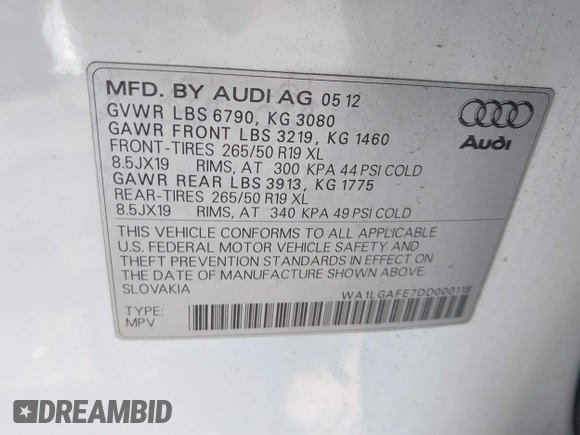 MFD. BY AUDI AG 05 12
GVWR LBS 6790, KG 3080
GAWR FRONT LBS 3219, KG 1460
FRONT-TIRES 265/50 R19 XL
8.5JX19 RIMS, AT 300 KPA 44 PSI COLD
GAWR REAR LBS 3913, KG 1775
REAR-TIRES 265/50 R19 XL
8.5JX19 RIMS, AT 340 KPA 49 PSI COLD
Audi
THIS VEHICLE CONFORMS TO ALL APPLICABLE
U.S. FEDERAL MOTOR VEHICLE SAFETY AND
THEFT PREVENTION STANDARDS IN EFFECT ON
THE DATE OF MANUFACTURE SHOWN ABOVE.
SLOVAKIA
WA1LGAFE7DD000118
TYPE:
MPV
DREAMBID